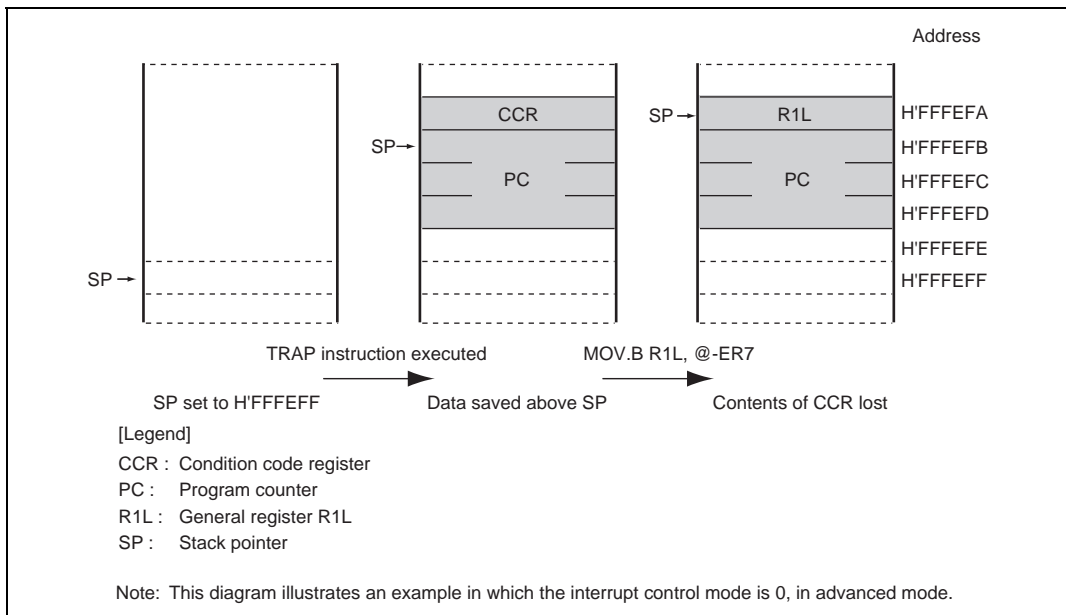 Address
SP
CCR
SP
R1L
H'FFFEFA
SP
H'FFFEFB
PC
PC
H'FFFEFC
H'FFFEFD
H'FFFEFE
H'FFFEFF
TRAP instruction executed
MOV.B R1L, @-ER7
SP set to H'FFFEFF
Data saved above SP
Contents of CCR lost
[Legend]
CCR : Condition code register
PC : Program counter
R1L : General register R1L
SP : Stack pointer
Note: This diagram illustrates an example in which the interrupt control mode is 0, in advanced mode.